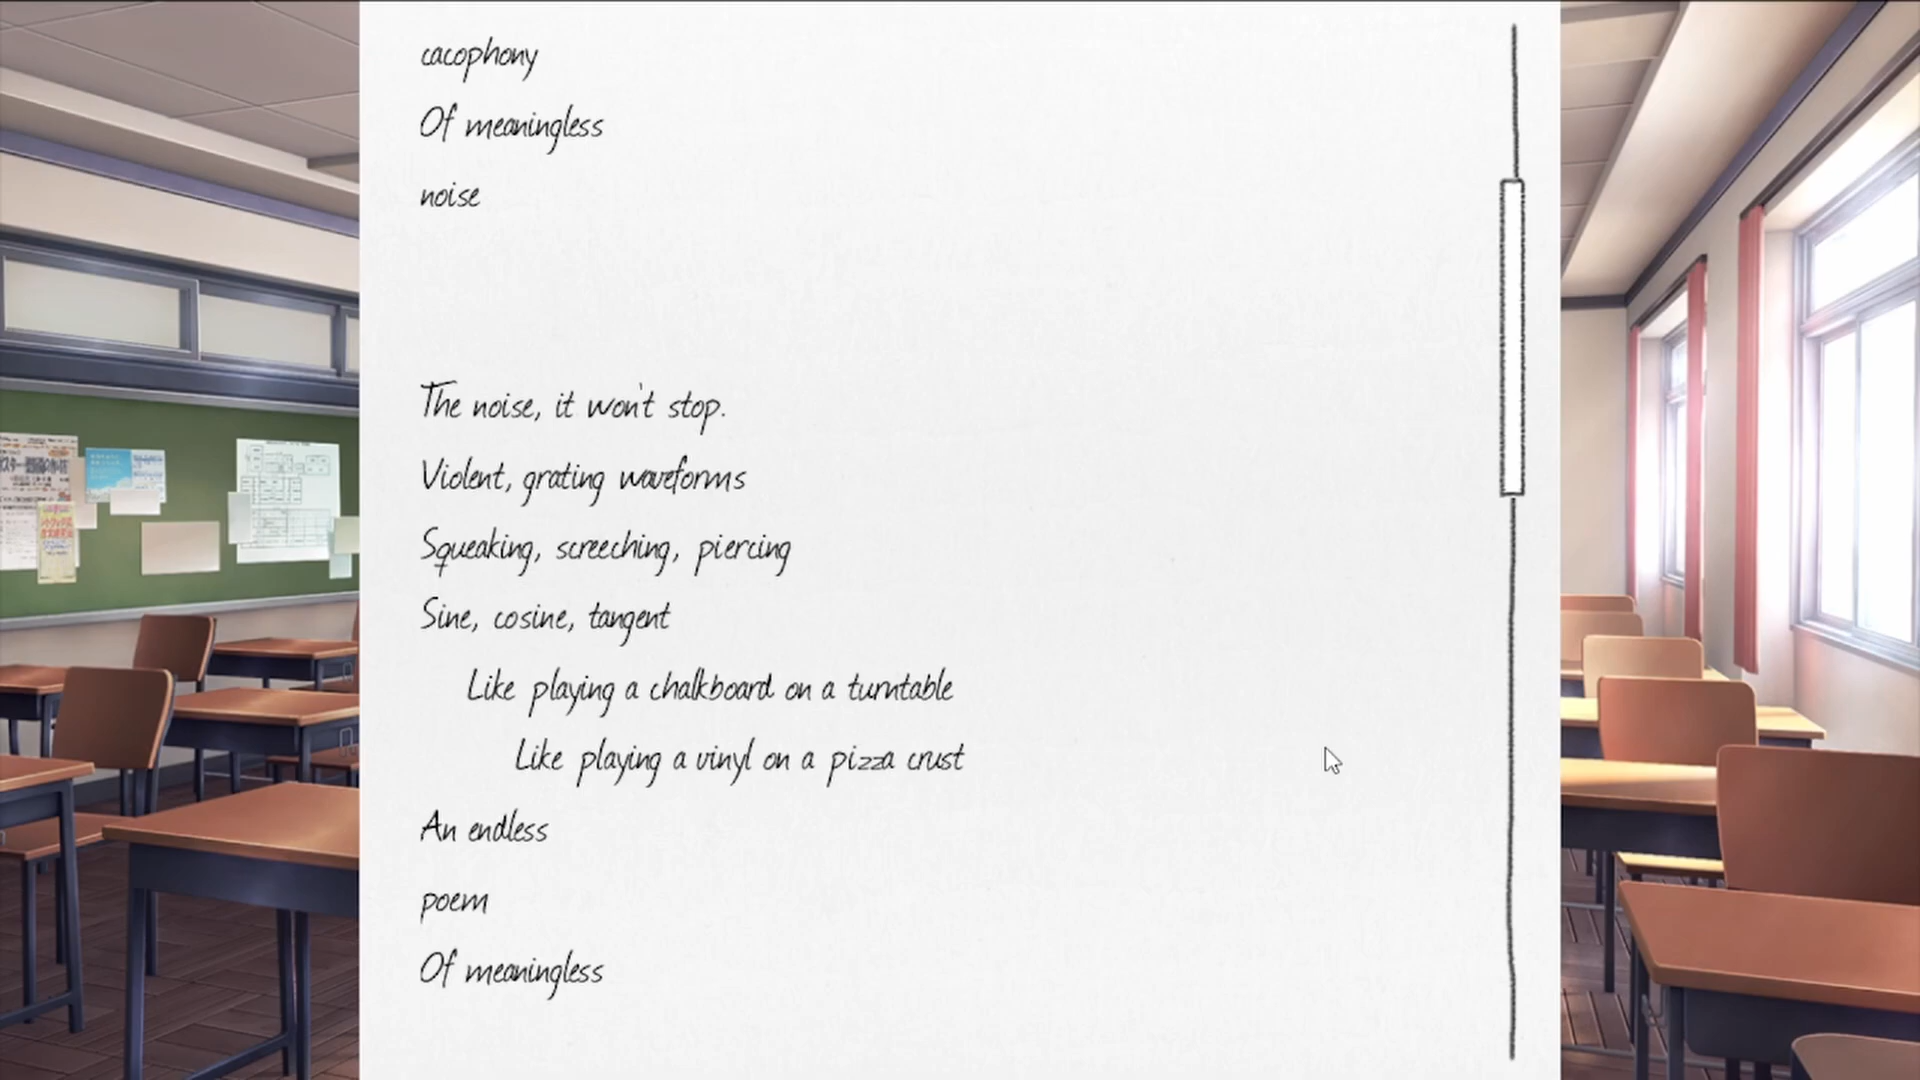 cacophony
Of meaningless
noise
The noise, it won't stop.
Violent, grating waveforms
Squeaking, screeching, piercing
Sine, cosine, tangent
Like playing a chalkboard on a turntable
Like playing a vinyl on a pizza crust
An endless
poem
Of meaningless